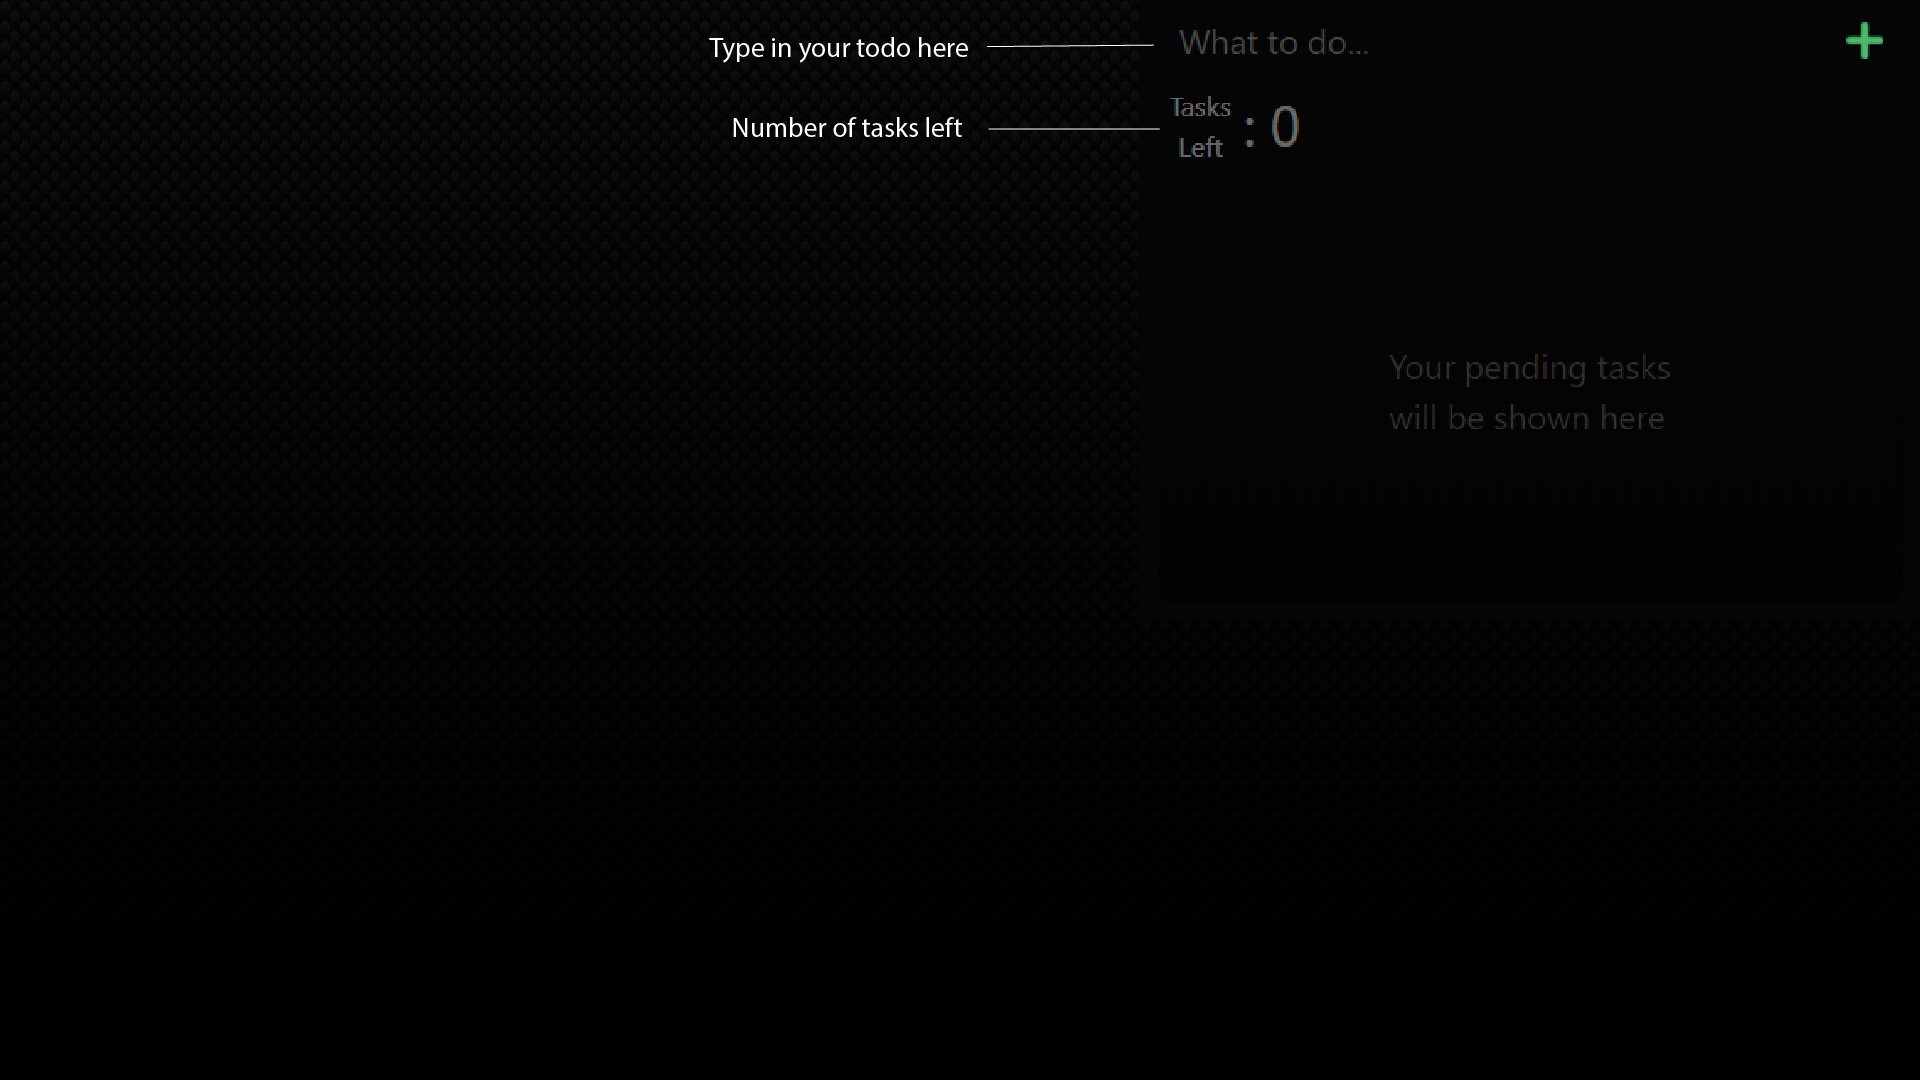 Type in your todo here
What to do...
Number of tasks left
Tasks
Left : 0
Your pending tasks
will be shown here